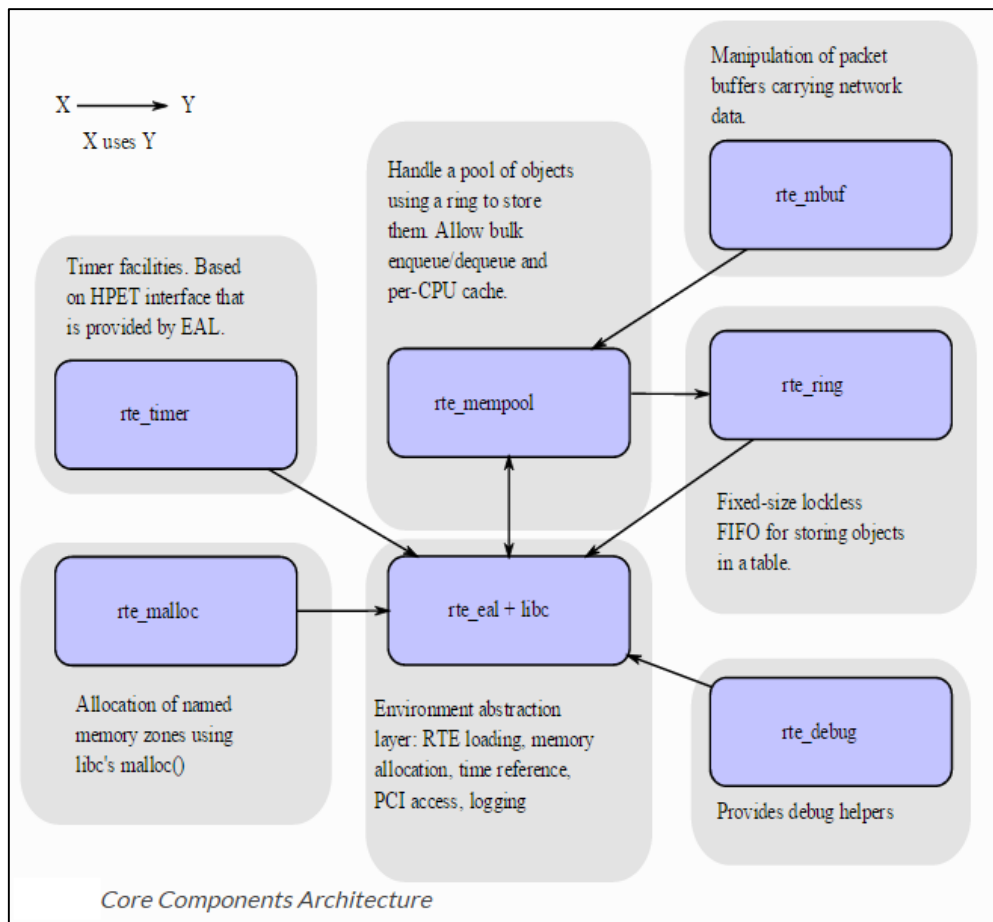 X Y
X uses Y
Manipulation of packet
buffers carrying network
data.
rte_mbuf
Handle a pool of objects
using a ring to store
them. Allow bulk
enqueue/dequeue and
per-CPU cache.
rte_mempool
Timer facilities. Based
on HPET interface that
is provided by EAL.
rte_timer
rte_ring
Fixed-size lockless
FIFO for storing objects
in a table.
rte_malloc
Allocation of named
memory zones using
libc's malloc()
rte_eal + libc
Environment abstraction
layer: RTE loading, memory
allocation, time reference,
PCI access, logging
rte_debug
Provides debug helpers
Core Components Architecture